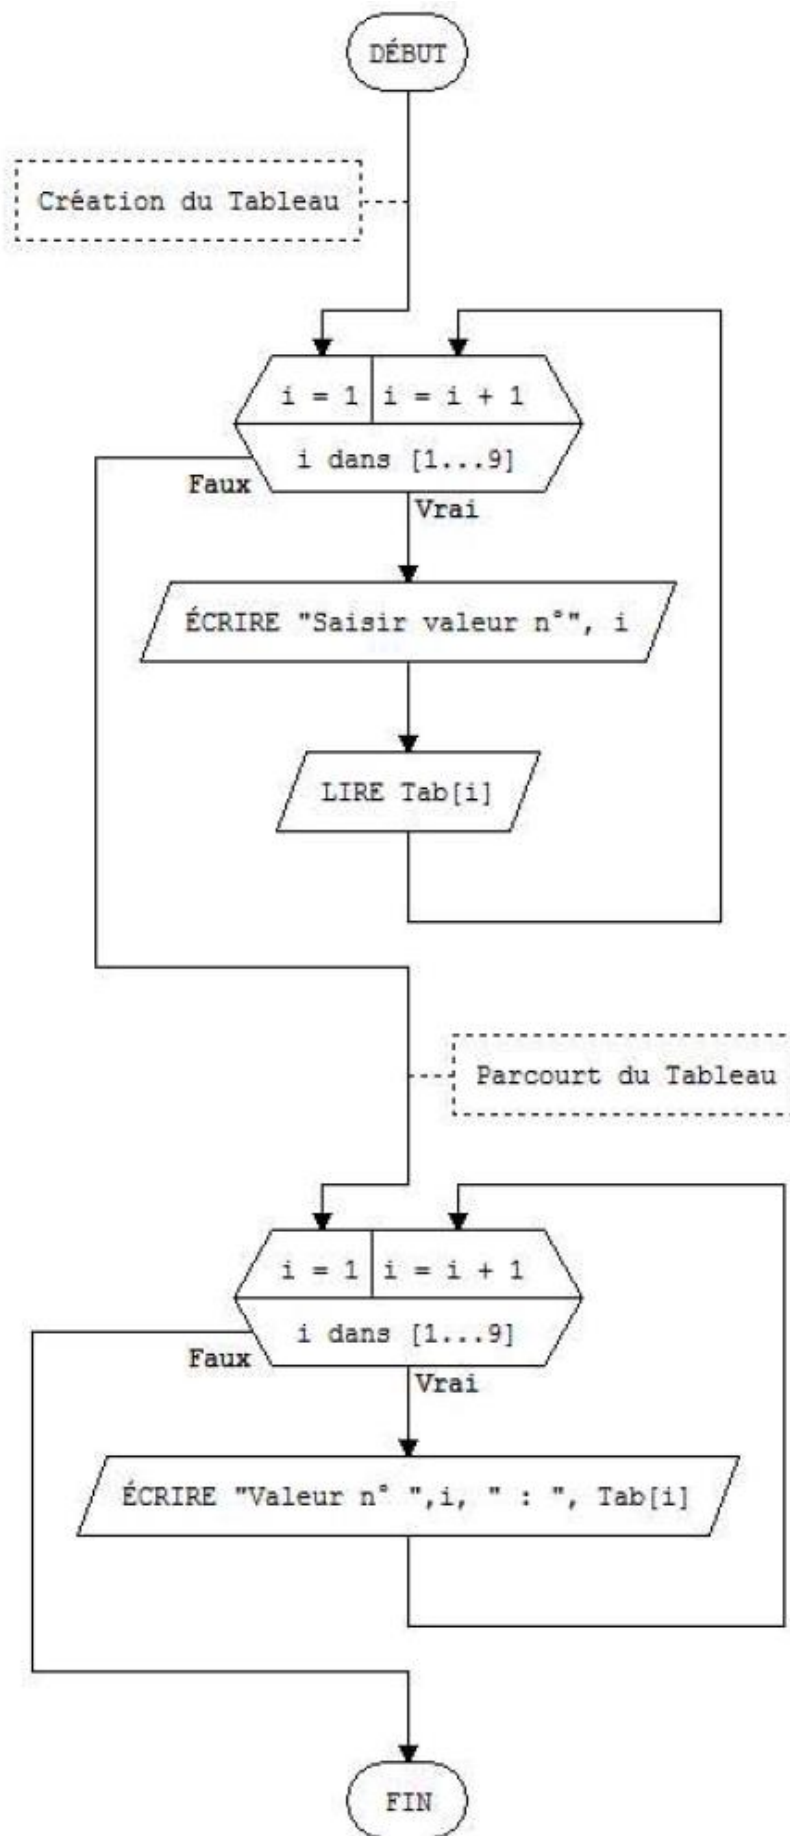 DÉBUT
Création du Tableau
i = 1 i = i + 1
i dans [1...9]
Faux
Vrai
ÉCRIRE "Saisir valeur n°", i
LIRE Tab[i]
Parcourt du Tableau
i = 1 i = i + 1
i dans [1...9]
Faux
Vrai
ÉCRIRE "Valeur n° ",i, " : ", Tab[i]
FIN